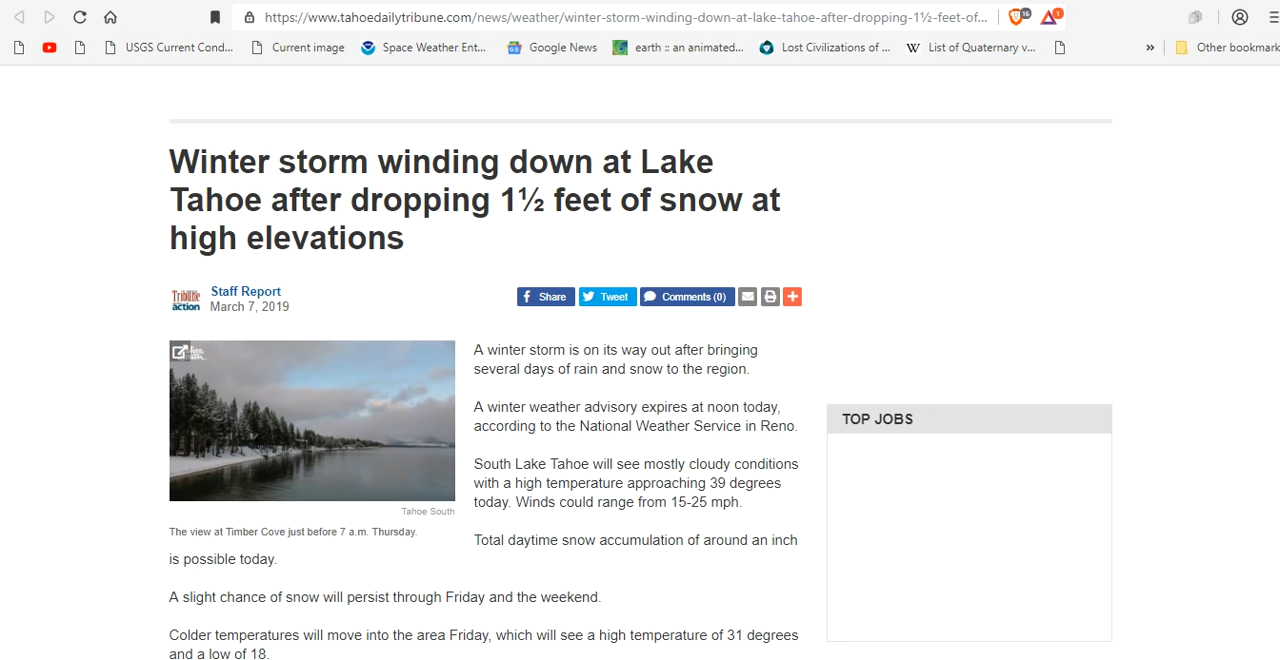 https://www.tahoedailytribune.com/news/weather/winter-storm-winding-down-at-lake-tahoe-after-dropping-1½-feet-of...
16
1
USGS Current Cond...
Current image
Space Weather Ent...
Google News
earth :: an animated...
Lost Civilizations of ...
W
List of Quaternary v...
»
Other bookmark
Winter storm winding down at Lake
Tahoe after dropping 1½ feet of snow at
high elevations
Tribune
action
Staff Report
March 7, 2019
Share
Tweet
Comments (0)
A winter storm is on its way out after bringing
several days of rain and snow to the region.
A winter weather advisory expires at noon today,
according to the National Weather Service in Reno.
South Lake Tahoe will see mostly cloudy conditions
with a high temperature approaching 39 degrees
today. Winds could range from 15-25 mph.
Tahoe South
The view at Timber Cove just before 7 a.m. Thursday.
Total daytime snow accumulation of around an inch
is possible today.
A slight chance of snow will persist through Friday and the weekend.
Colder temperatures will move into the area Friday, which will see a high temperature of 31 degrees
and a low of 18.
TOP JOBS